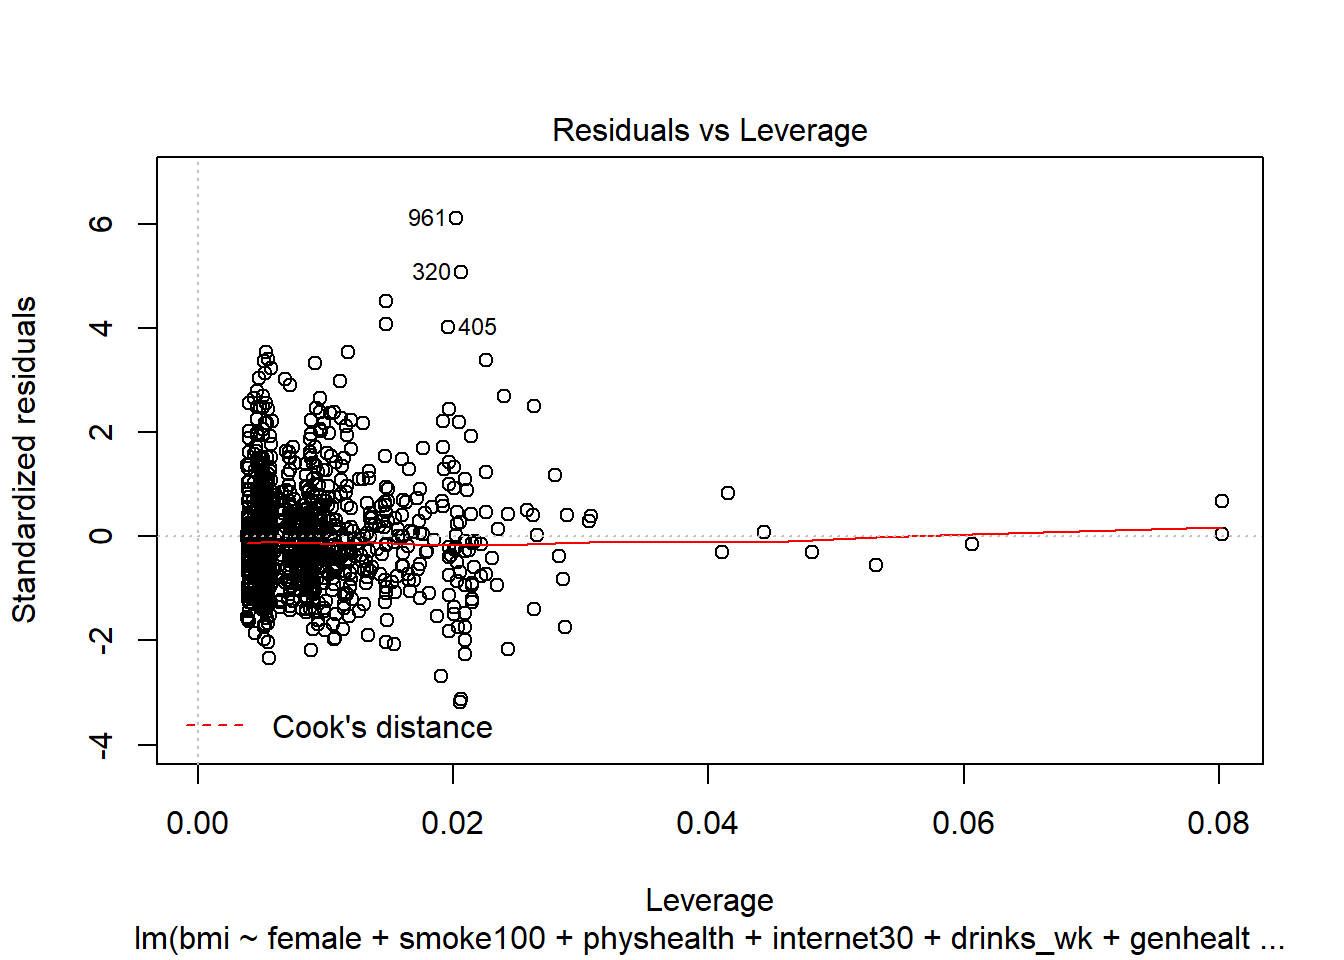 Residuals vs Leverage
Standardized residuals
6
4
2
0
-2
-4
961
320
405
Cook's distance
0.00 0.02 0.04 0.06 0.08
Leverage
lm(bmi ~ female + smoke100 + physhealth + internet30 + drinks_wk + genhealt ...